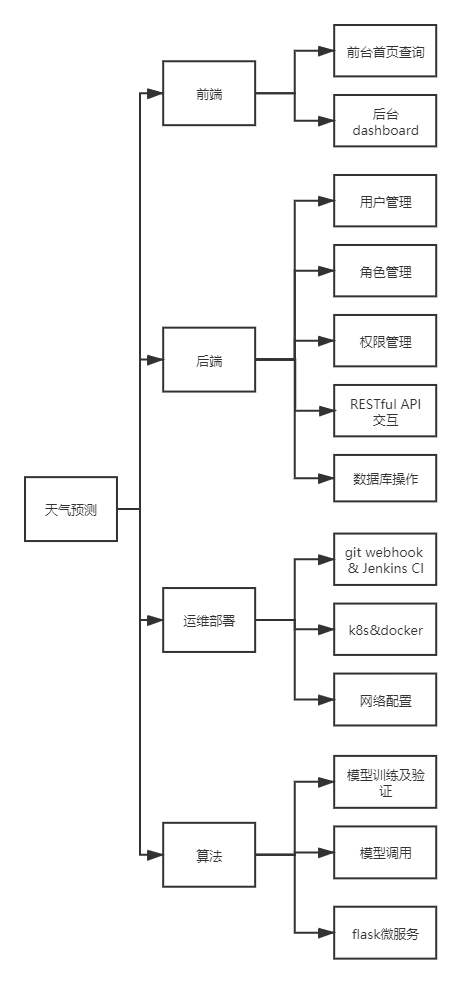 天气预测
前端
前台首页查询
后台
dashboard
后端
用户管理
角色管理
权限管理
RESTful API
交互
数据库操作
运维部署
git webhook
& Jenkins CI
k8s&docker
网络配置
算法
模型训练及验
证
模型调用
flask微服务